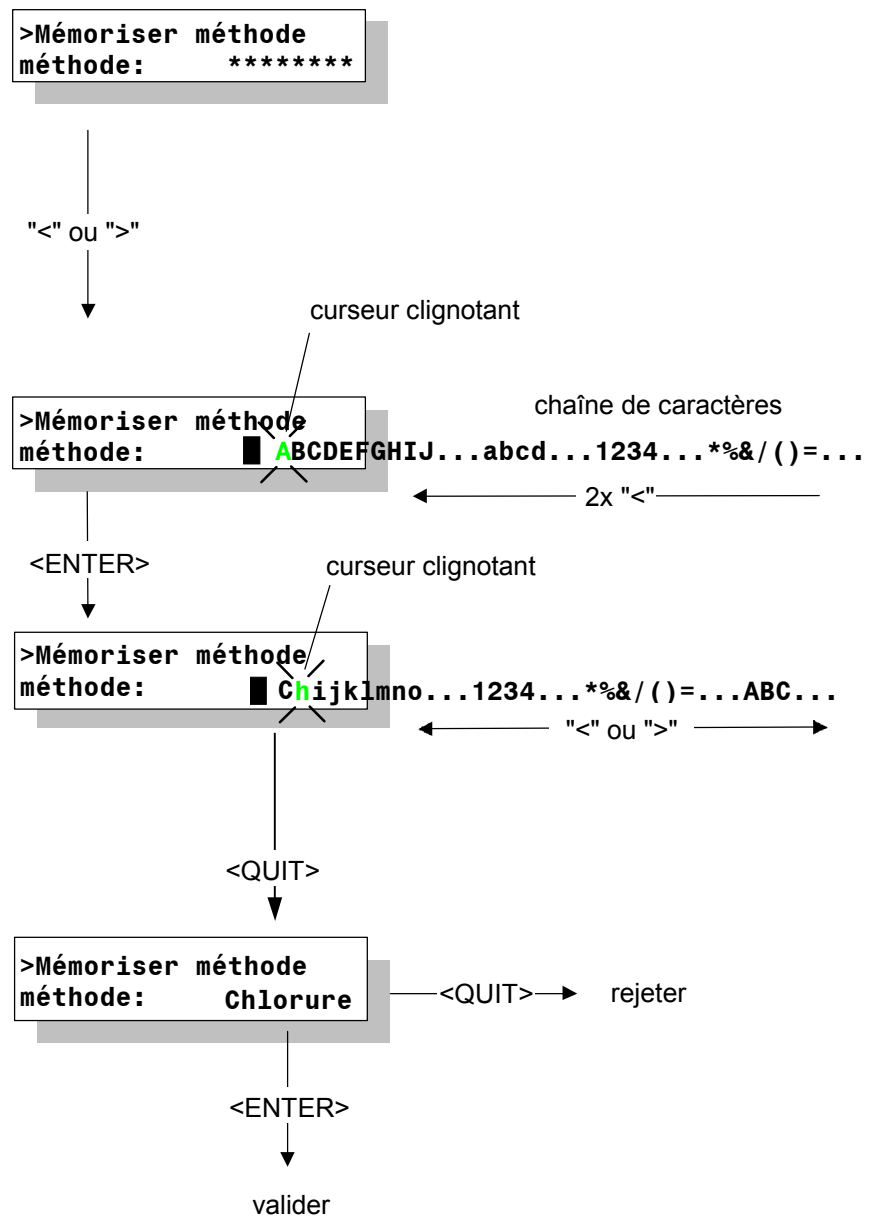 >Mémoriser méthode
méthode: ********
"<" ou ">"
curseur clignotant
chaîne de caractères
>Mémoriser méthode
méthode: ABCDEFGHIJ...abcd...1234...*%&/()=...
2x "<"
<ENTER>
curseur clignotant
>Mémoriser méthode
méthode: Chijklmno...1234...*%&/()=...ABC...
"<" ou ">"
<QUIT>
>Mémoriser méthode
méthode: Chlorure
<QUIT> rejeter
<ENTER>
valider